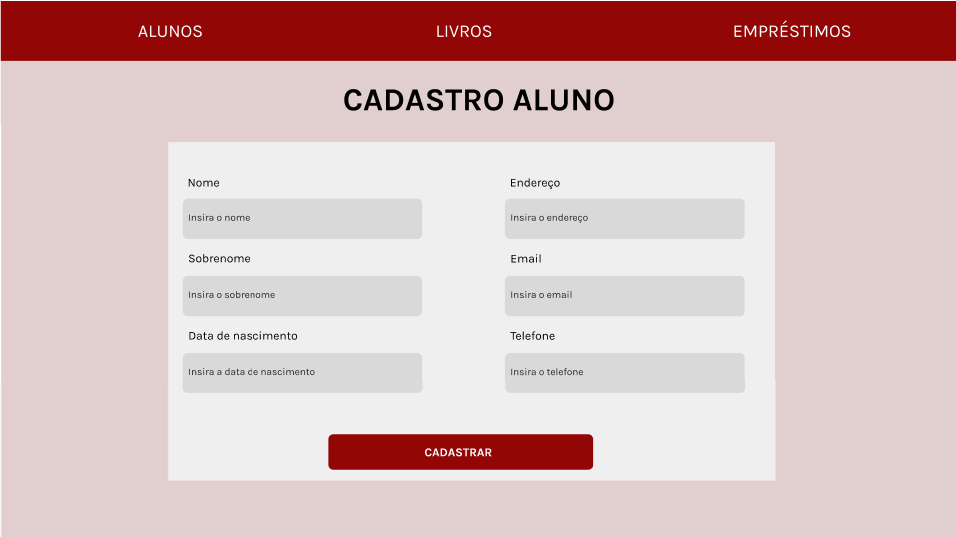 ALUNOS
LIVROS
EMPRÉSTIMOS
CADASTRO ALUNO
Nome
Endereço
Insira o nome
Insira o endereço
Sobrenome
Email
Insira o sobrenome
Insira o email
Data de nascimento
Telefone
Insira a data de nascimento
Insira o telefone
CADASTRAR